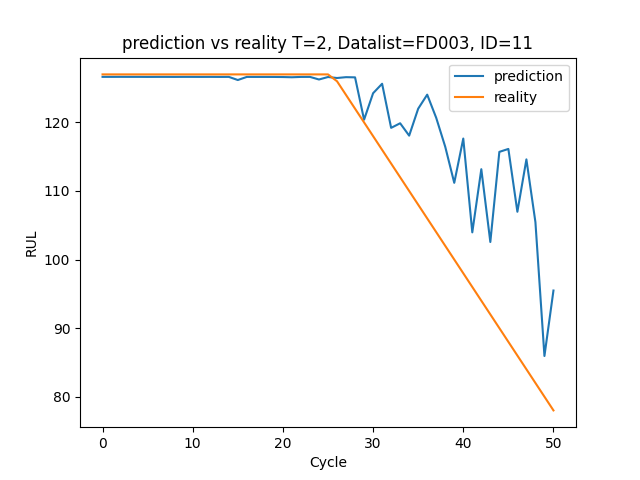 prediction vs reality T=2, Datalist=FD003, ID=11
prediction
reality
120
110
100
90
80
RUL
0 10 20 30 40 50
Cycle